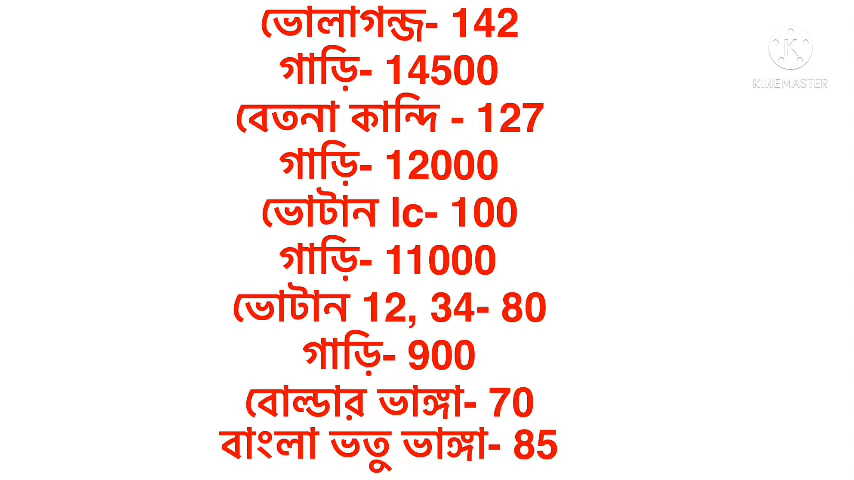 ভোলাগন্জ- 142
গাড়ি- 14500
বেতনা কান্দি - 127
গাড়ি- 12000
ভোটান lc- 100
গাড়ি- 11000
ভোটান 12, 34- 80
গাড়ি- 900
বোল্ডার ভাঙ্গা- 70
বাংলা ভতু ভাঙ্গা- 85
K
KINEMASTER